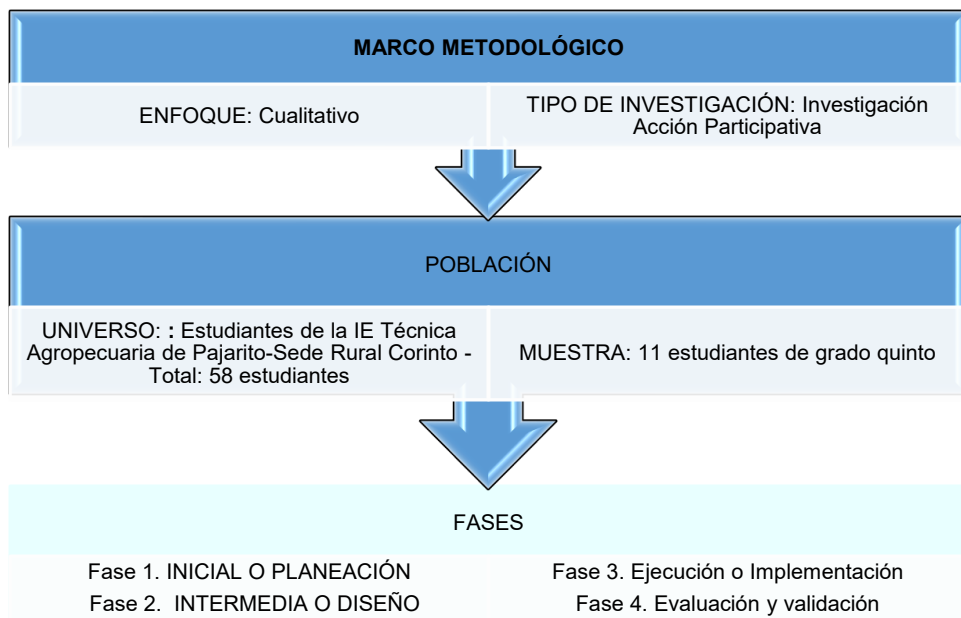 MARCO METODOLÓGICO
ENFOQUE: Cualitativo
TIPO DE INVESTIGACIÓN: Investigación
Acción Participativa
POBLACIÓN
UNIVERSO: : Estudiantes de la IE Técnica
Agropecuaria de Pajarito-Sede Rural Corinto -
Total: 58 estudiantes
MUESTRA: 11 estudiantes de grado quinto
FASES
Fase 1. INICIAL O PLANEACIÓN
Fase 2. INTERMEDIA O DISEÑO
Fase 3. Ejecución o Implementación
Fase 4. Evaluación y validación